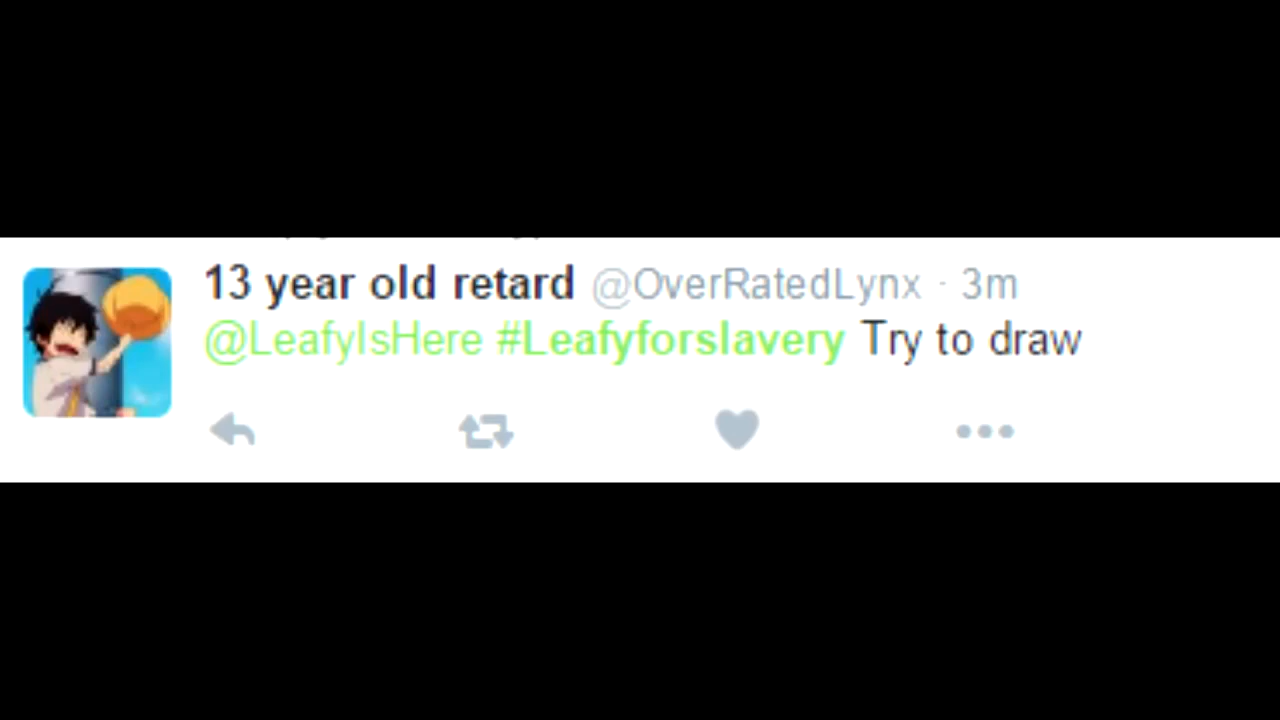 13 year old retard @OverRatedLynx · 3m
@LeafyIsHere #Leafyforslavery Try to draw